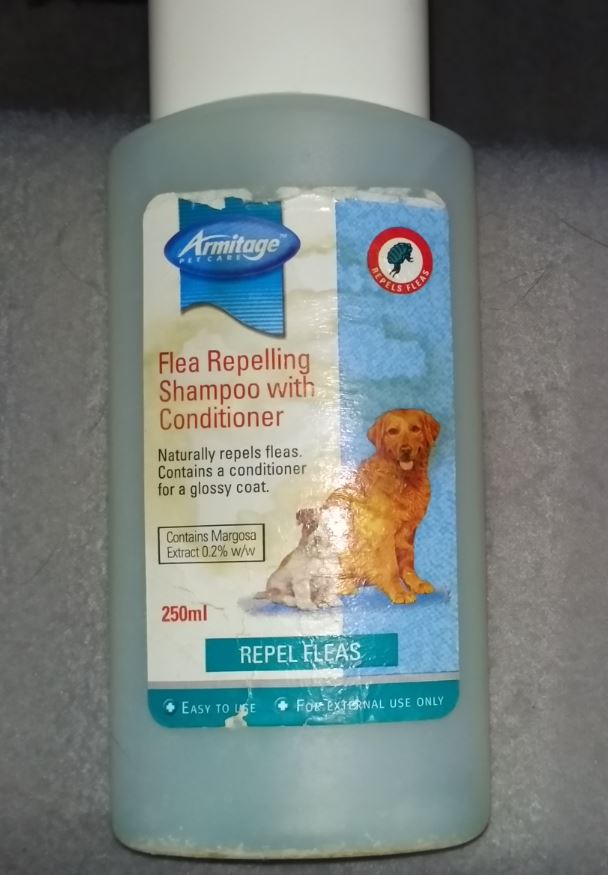 Armitage™
PET CARE
REPELS FLEAS
Flea Repelling
Shampoo with
Conditioner
Naturally repels fleas.
Contains a conditioner
for a glossy coat.
Contains Margosa
Extract 0.2% w/w
250ml
REPEL FLEAS
EASY TO USE FOR EXTERNAL USE ONLY